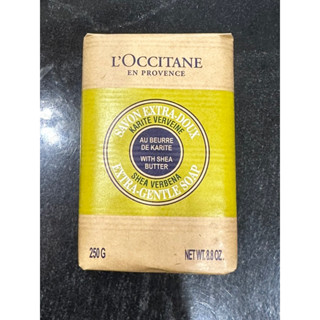 L'OCCITANE
EN PROVENCE
SAVON EXTRA-DOUX
KARITE VERVEINE
AU BEURRE
DE KARITE
WITH SHEA
BUTTER
SHEA VERBENA
EXTRA-GENTLE SOAP
250 G
NET WT. 8.8 OZ.